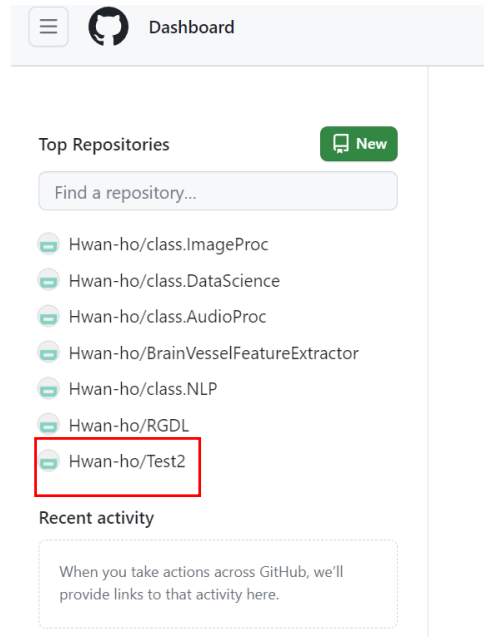 Dashboard
Top Repositories
New
Find a repository...
Hwan-ho/class.ImageProc
Hwan-ho/class.DataScience
Hwan-ho/class.AudioProc
Hwan-ho/BrainVesselFeatureExtractor
Hwan-ho/class.NLP
Hwan-ho/RGDL
Hwan-ho/Test2
Recent activity
When you take actions across GitHub, we’ll
provide links to that activity here.